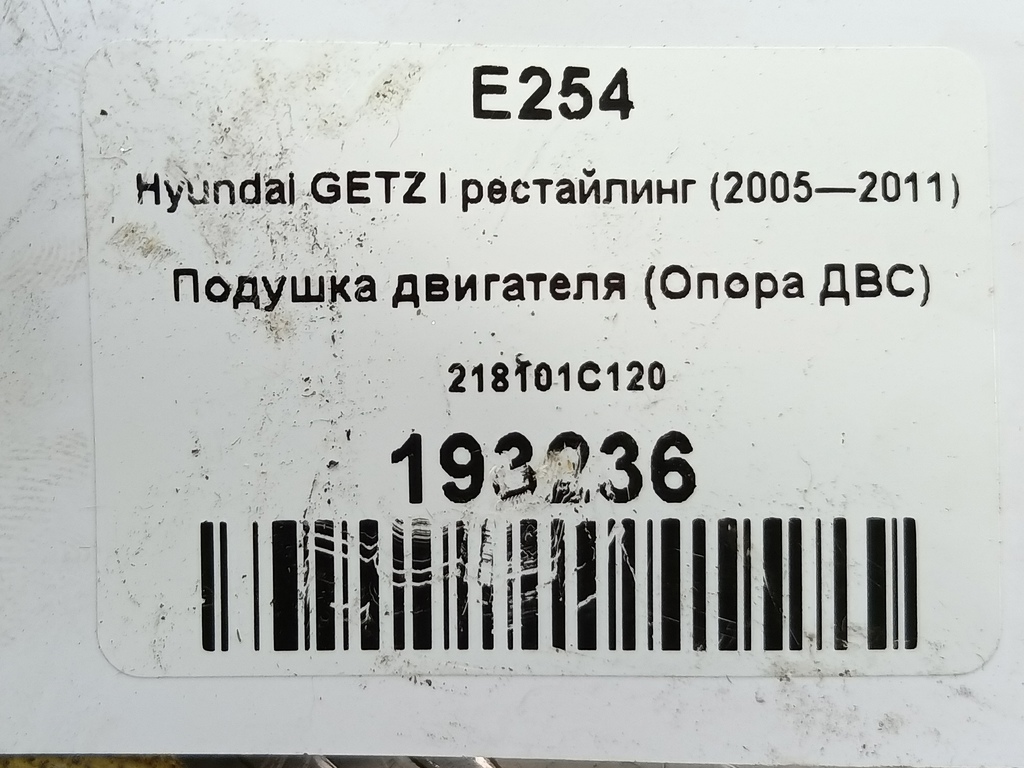 E254
Hyundai GETZ I рестайлинг (2005—2011)
Подушка двигателя (Опора ДВС)
218101C120
193236